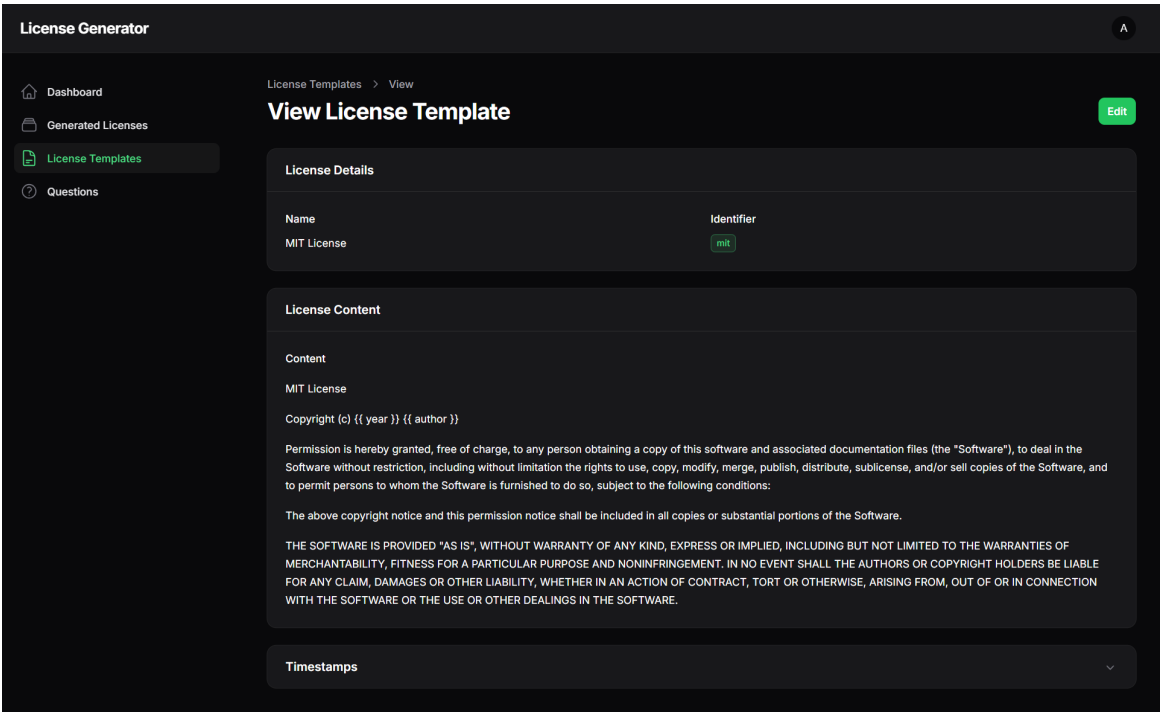 License Generator
A
Dashboard
Generated Licenses
License Templates
Questions
License Templates > View
View License Template
Edit
License Details
Name
Identifier
MIT License
mit
License Content
Content
MIT License
Copyright (c) {{ year }} {{ author }}
Permission is hereby granted, free of charge, to any person obtaining a copy of this software and associated documentation files (the "Software"), to deal in the
Software without restriction, including without limitation the rights to use, copy, modify, merge, publish, distribute, sublicense, and/or sell copies of the Software, and
to permit persons to whom the Software is furnished to do so, subject to the following conditions:
The above copyright notice and this permission notice shall be included in all copies or substantial portions of the Software.
THE SOFTWARE IS PROVIDED "AS IS", WITHOUT WARRANTY OF ANY KIND, EXPRESS OR IMPLIED, INCLUDING BUT NOT LIMITED TO THE WARRANTIES OF
MERCHANTABILITY, FITNESS FOR A PARTICULAR PURPOSE AND NONINFRINGEMENT. IN NO EVENT SHALL THE AUTHORS OR COPYRIGHT HOLDERS BE LIABLE
FOR ANY CLAIM, DAMAGES OR OTHER LIABILITY, WHETHER IN AN ACTION OF CONTRACT, TORT OR OTHERWISE, ARISING FROM, OUT OF OR IN CONNECTION
WITH THE SOFTWARE OR THE USE OR OTHER DEALINGS IN THE SOFTWARE.
Timestamps